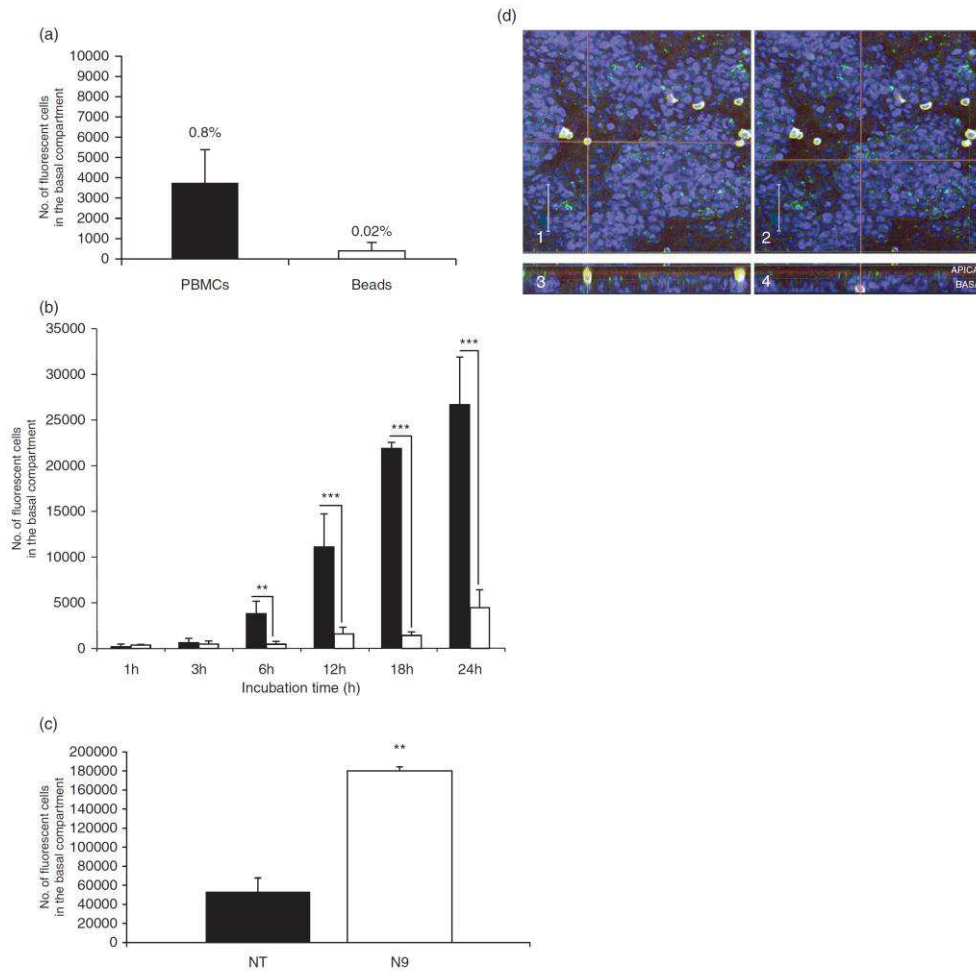 (a)
No. of fluorescent cells
in the basal compartment
10000
9000
8000
7000
6000
5000
4000
3000
2000
1000
0
0.8%
0.02%
PBMCs
Beads
(b)
No. of fluorescent cells
in the basal compartment
35000
30000
25000
20000
15000
10000
5000
0
**
***
***
***
1h 3h 6h 12h 18h 24h
Incubation time (h)
(c)
No. of fluorescent cells
in the basal compartment
200000
180000
160000
140000
120000
100000
80000
60000
40000
20000
0
**
NT
N9
(d)
1
2
3
4
APICA
BASA